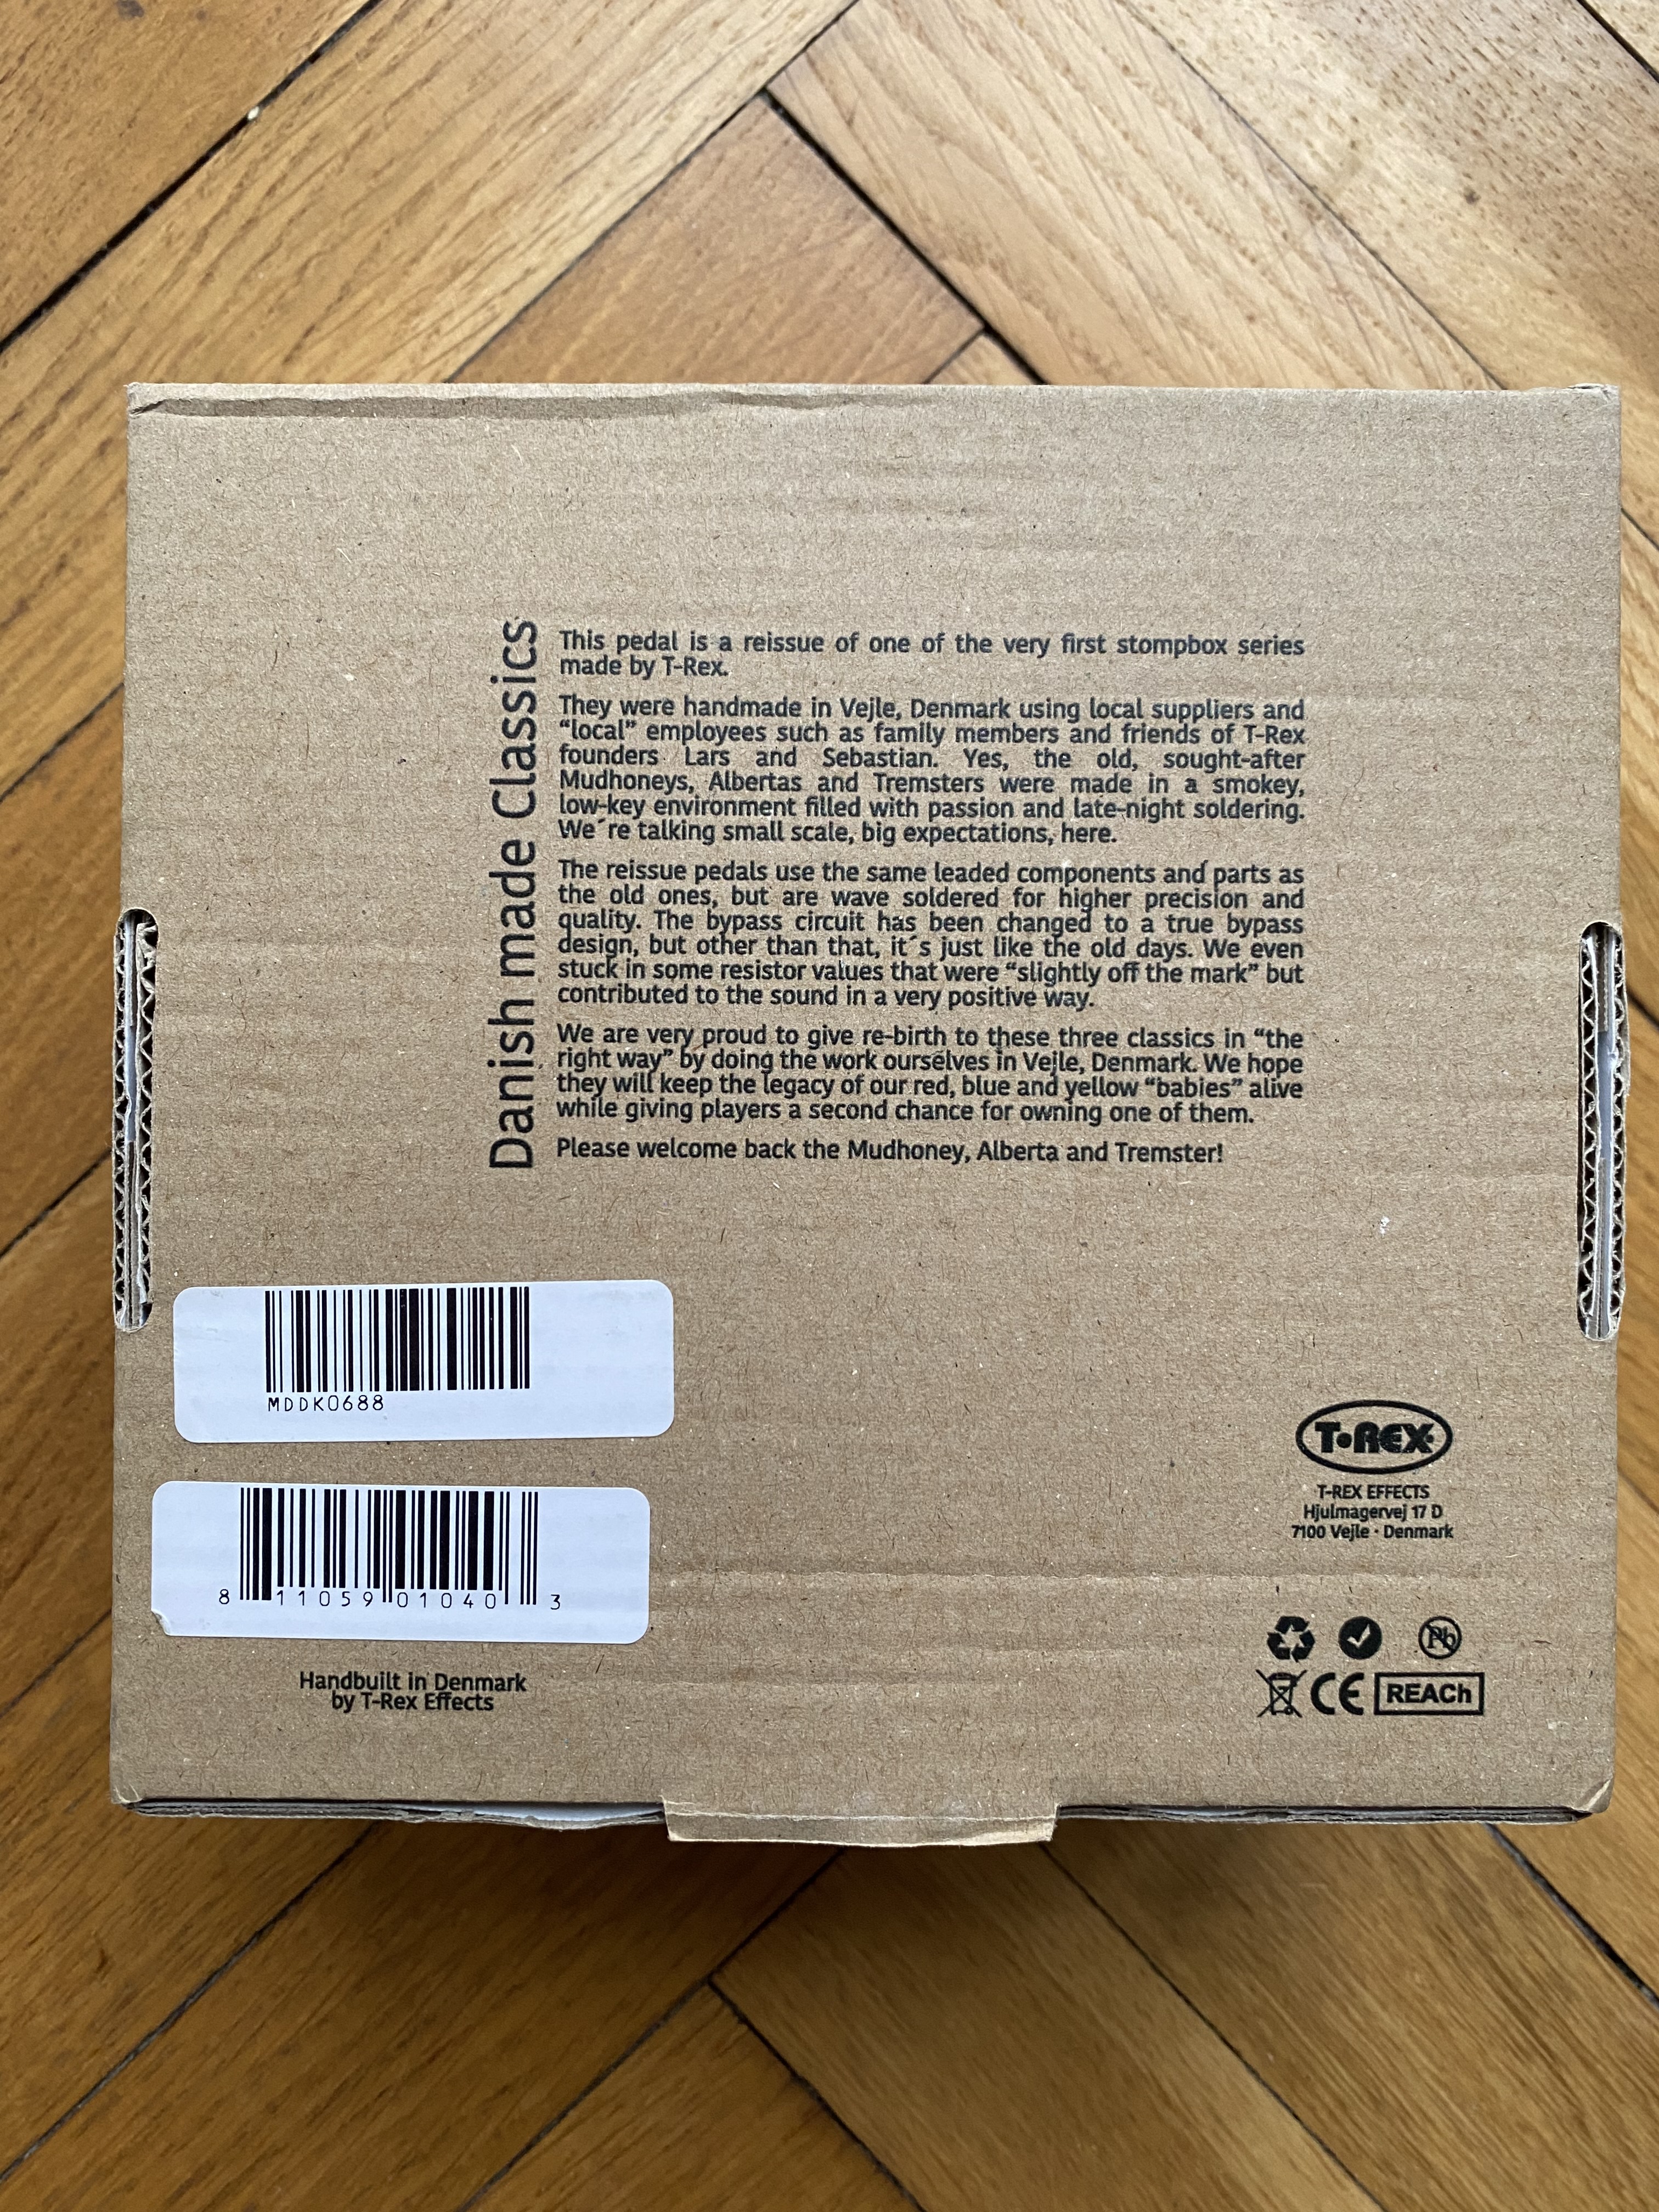 Danish made Classics
This pedal is a reissue of one of the very first stompbox series
made by T-Rex.
They were handmade in Vejle, Denmark using local suppliers and
“local” employees such as family members and friends of T-Rex
founders Lars and Sebastian. Yes, the old, sought-after
Mudhoneys, Albertas and Tremsters were made in a smokey,
low-key environment filled with passion and late-night soldering.
We´re talking small scale, big expectations, here.
The reissue pedals use the same leaded components and parts as
the old ones, but are wave soldered for higher precision and
quality. The bypass circuit has been changed to a true bypass
design, but other than that, it´s just like the old days. We even
stuck in some resistor values that were “slightly off the mark” but
contributed to the sound in a very positive way.
We are very proud to give re-birth to these three classics in “the
right way” by doing the work ourselves in Vejle, Denmark. We hope
they will keep the legacy of our red, blue and yellow “babies” alive
while giving players a second chance for owning one of them.
Please welcome back the Mudhoney, Alberta and Tremster!
MDDK0688
8 11059 01040 3
Handbuilt in Denmark
by T-Rex Effects
T-REX
T-REX EFFECTS
Hjulmagervej 17 D
7100 Vejle · Denmark
Pb
CE REACh